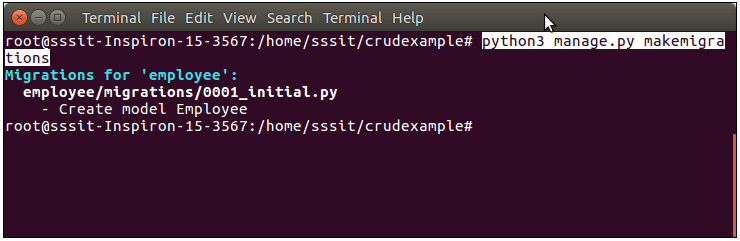 Terminal File Edit View Search Terminal Help
root@sssit-Inspiron-15-3567:/home/sssit/crudexample# python3 manage.py makemigra
tions
Migrations for 'employee':
employee/migrations/0001_initial.py
- Create model Employee
root@sssit-Inspiron-15-3567:/home/sssit/crudexample#